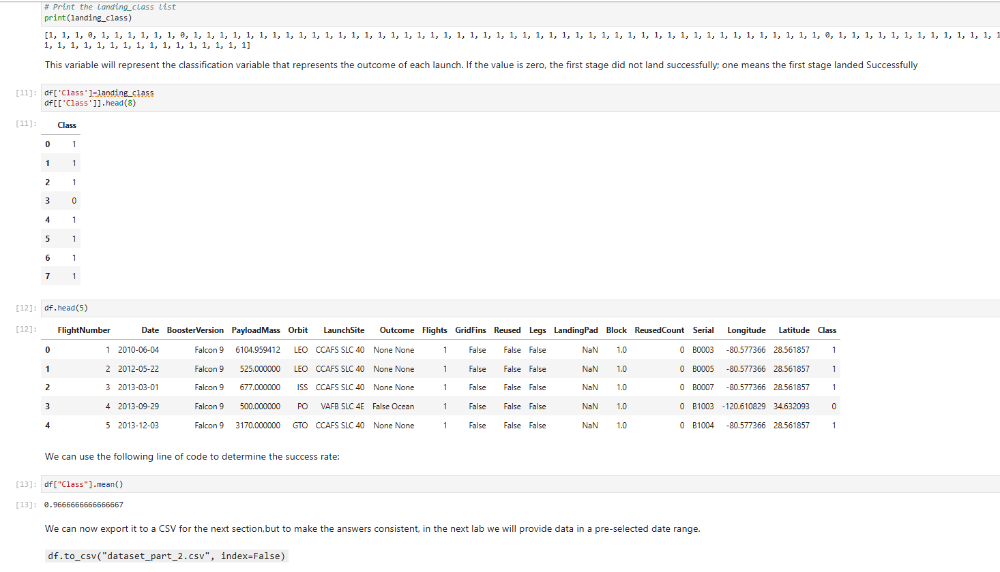 # Print the landing_class list
print(landing_class)
[1, 1, 1, 0, 1, 1, 1, 1, 1, 1, 0, 1, 1, 1, 1, 1, 1, 1, 1, 1, 1, 1, 1, 1, 1, 1, 1, 1, 1, 1, 1, 1, 1, 1, 1, 1, 1, 1, 1, 1, 1, 1, 1, 1, 1, 1, 1, 1, 1, 1, 1, 1, 1, 1, 1, 1, 1, 1, 1, 0, 1, 1, 1, 1, 1, 1, 1, 1, 1, 1, 1, 1, 1
1, 1, 1, 1, 1, 1, 1, 1, 1, 1, 1, 1, 1, 1, 1, 1]
This variable will represent the classification variable that represents the outcome of each launch. If the value is zero, the first stage did not land successfully; one means the first stage landed Successfully
[11]: df['Class']=landing_class
df[['Class']].head(8)
[11]: Class
0 1
1 1
2 1
3 0
4 1
5 1
6 1
7 1
[12]: df.head(5)
[12]: FlightNumber Date BoosterVersion PayloadMass Orbit LaunchSite Outcome Flights GridFins Reused Legs LandingPad Block ReusedCount Serial Longitude Latitude Class
0 1 2010-06-04 Falcon 9 6104.959412 LEO CCAFS SLC 40 None None 1 False False False NaN 1.0 0 B0003 -80.577366 28.561857 1
1 2 2012-05-22 Falcon 9 525.000000 LEO CCAFS SLC 40 None None 1 False False False NaN 1.0 0 B0005 -80.577366 28.561857 1
2 3 2013-03-01 Falcon 9 677.000000 ISS CCAFS SLC 40 None None 1 False False False NaN 1.0 0 B0007 -80.577366 28.561857 1
3 4 2013-09-29 Falcon 9 500.000000 PO VAFB SLC 4E False Ocean 1 False False False NaN 1.0 0 B1003 -120.610829 34.632093 0
4 5 2013-12-03 Falcon 9 3170.000000 GTO CCAFS SLC 40 None None 1 False False False NaN 1.0 0 B1004 -80.577366 28.561857 1
We can use the following line of code to determine the success rate:
[13]: df["Class"].mean()
[13]: 0.9666666666666667
We can now export it to a CSV for the next section,but to make the answers consistent, in the next lab we will provide data in a pre-selected date range.
df.to_csv("dataset_part_2.csv", index=False)